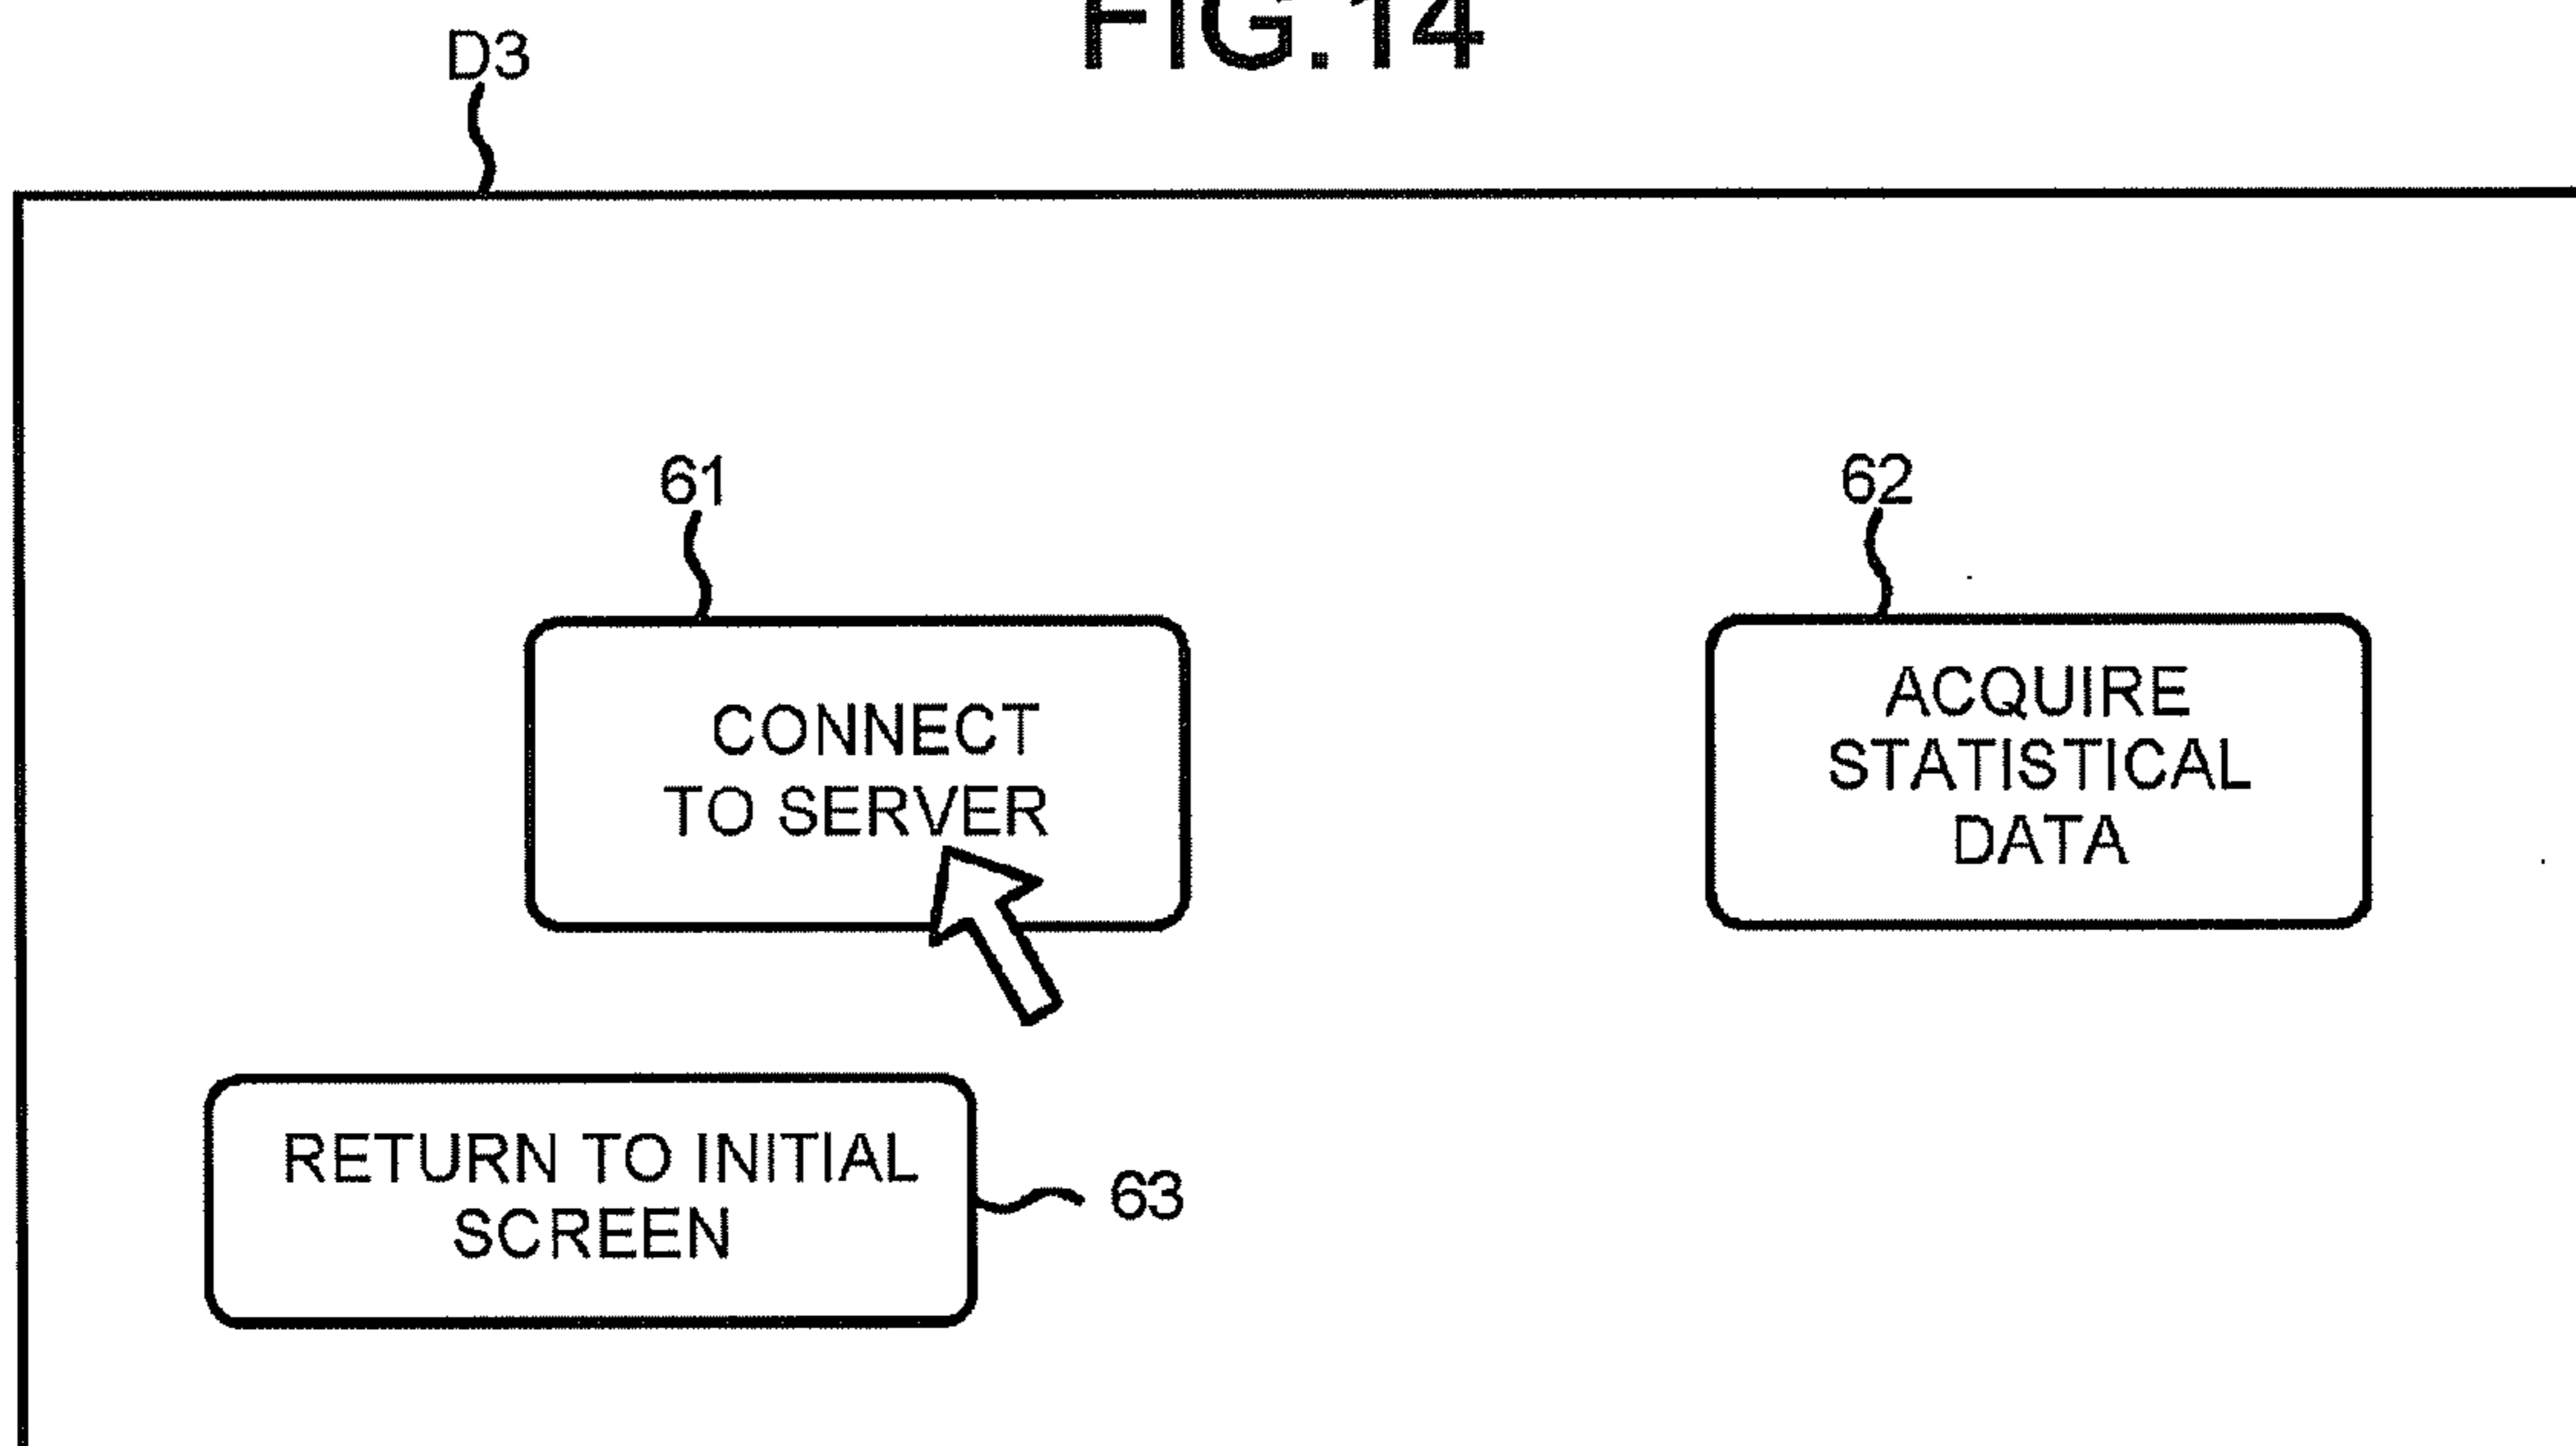 FIG.14
D3
61
62
CONNECT
TO SERVER
ACQUIRE
STATISTICAL
DATA
RETURN TO INITIAL
SCREEN
63